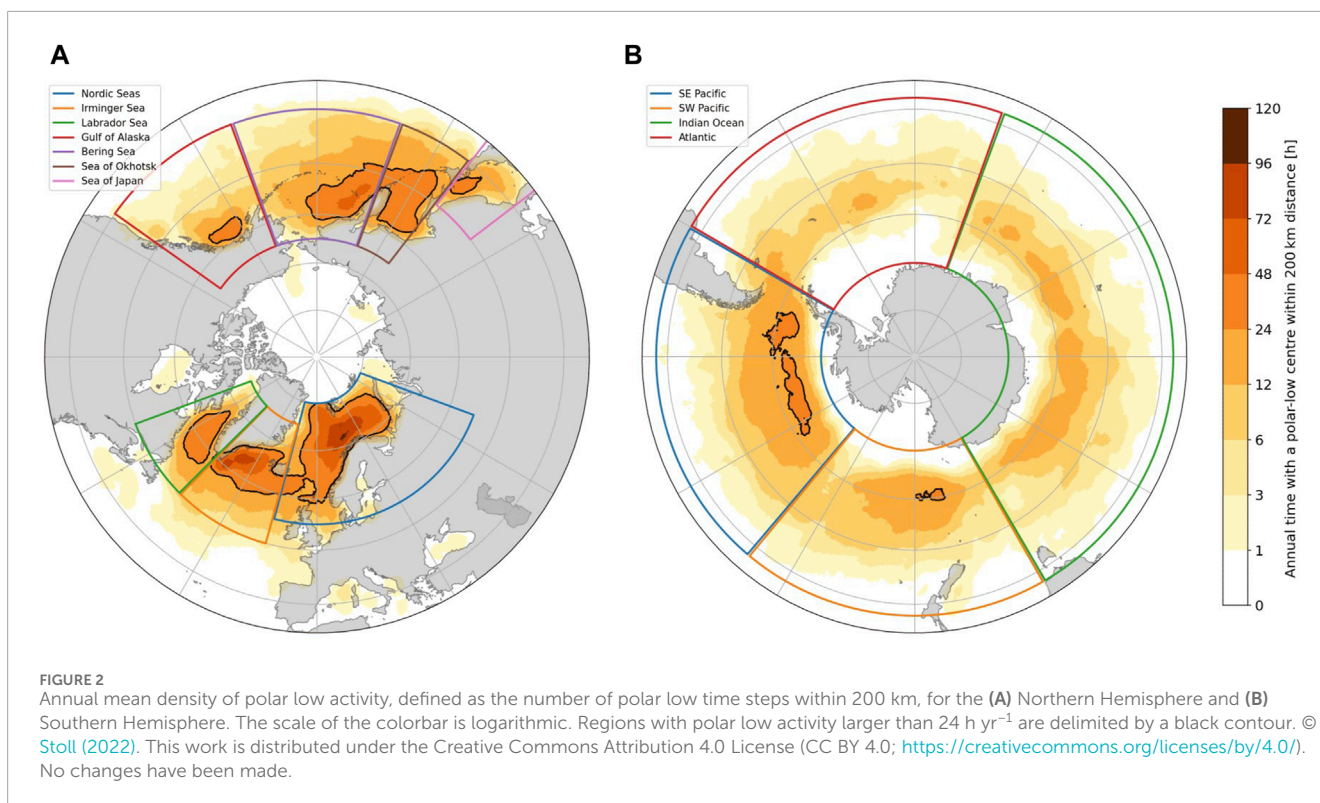 A
Nordic Seas
Irminger Sea
Labrador Sea
Gulf of Alaska
Bering Sea
Sea of Okhotsk
Sea of Japan
B
SE Pacific
SW Pacific
Indian Ocean
Atlantic
120
96
72
48
24
12
6
3
1
0
Annual time with a polar-low centre within 200 km distance [h]
FIGURE 2
Annual mean density of polar low activity, defined as the number of polar low time steps within 200 km, for the (A) Northern Hemisphere and (B)
Southern Hemisphere. The scale of the colorbar is logarithmic. Regions with polar low activity larger than 24 h yr−1 are delimited by a black contour. ©
Stoll (2022). This work is distributed under the Creative Commons Attribution 4.0 License (CC BY 4.0; https://creativecommons.org/licenses/by/4.0/).
No changes have been made.